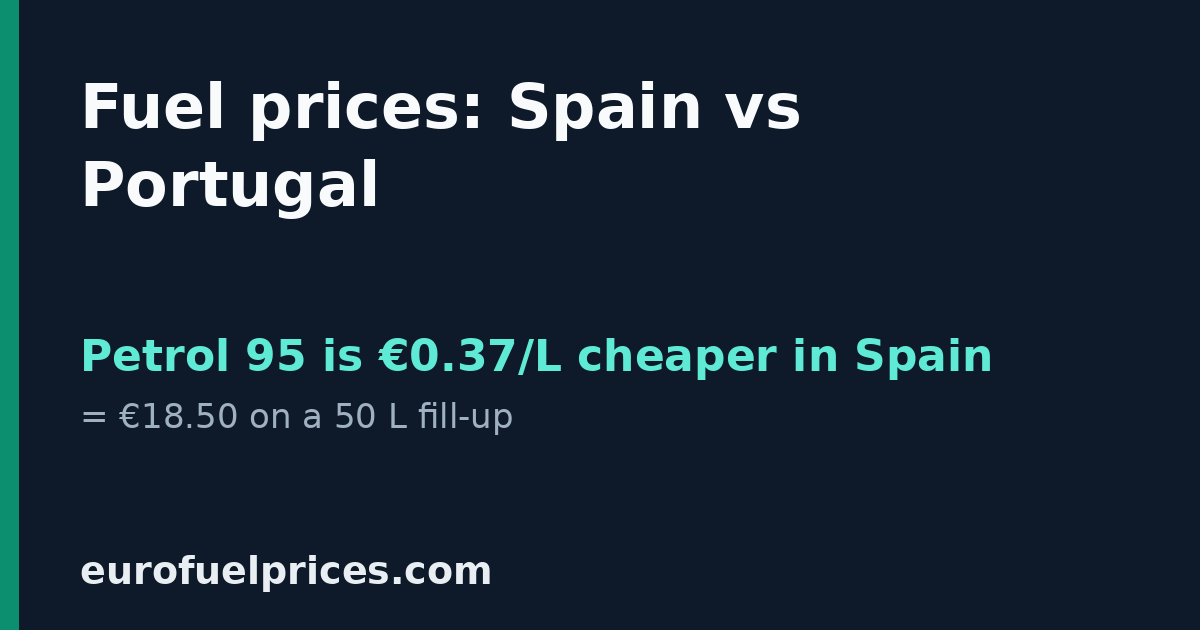 Fuel prices: Spain vs
Portugal
Petrol 95 is €0.37/L cheaper in Spain
= €18.50 on a 50 L fill-up
eurofuelprices.com